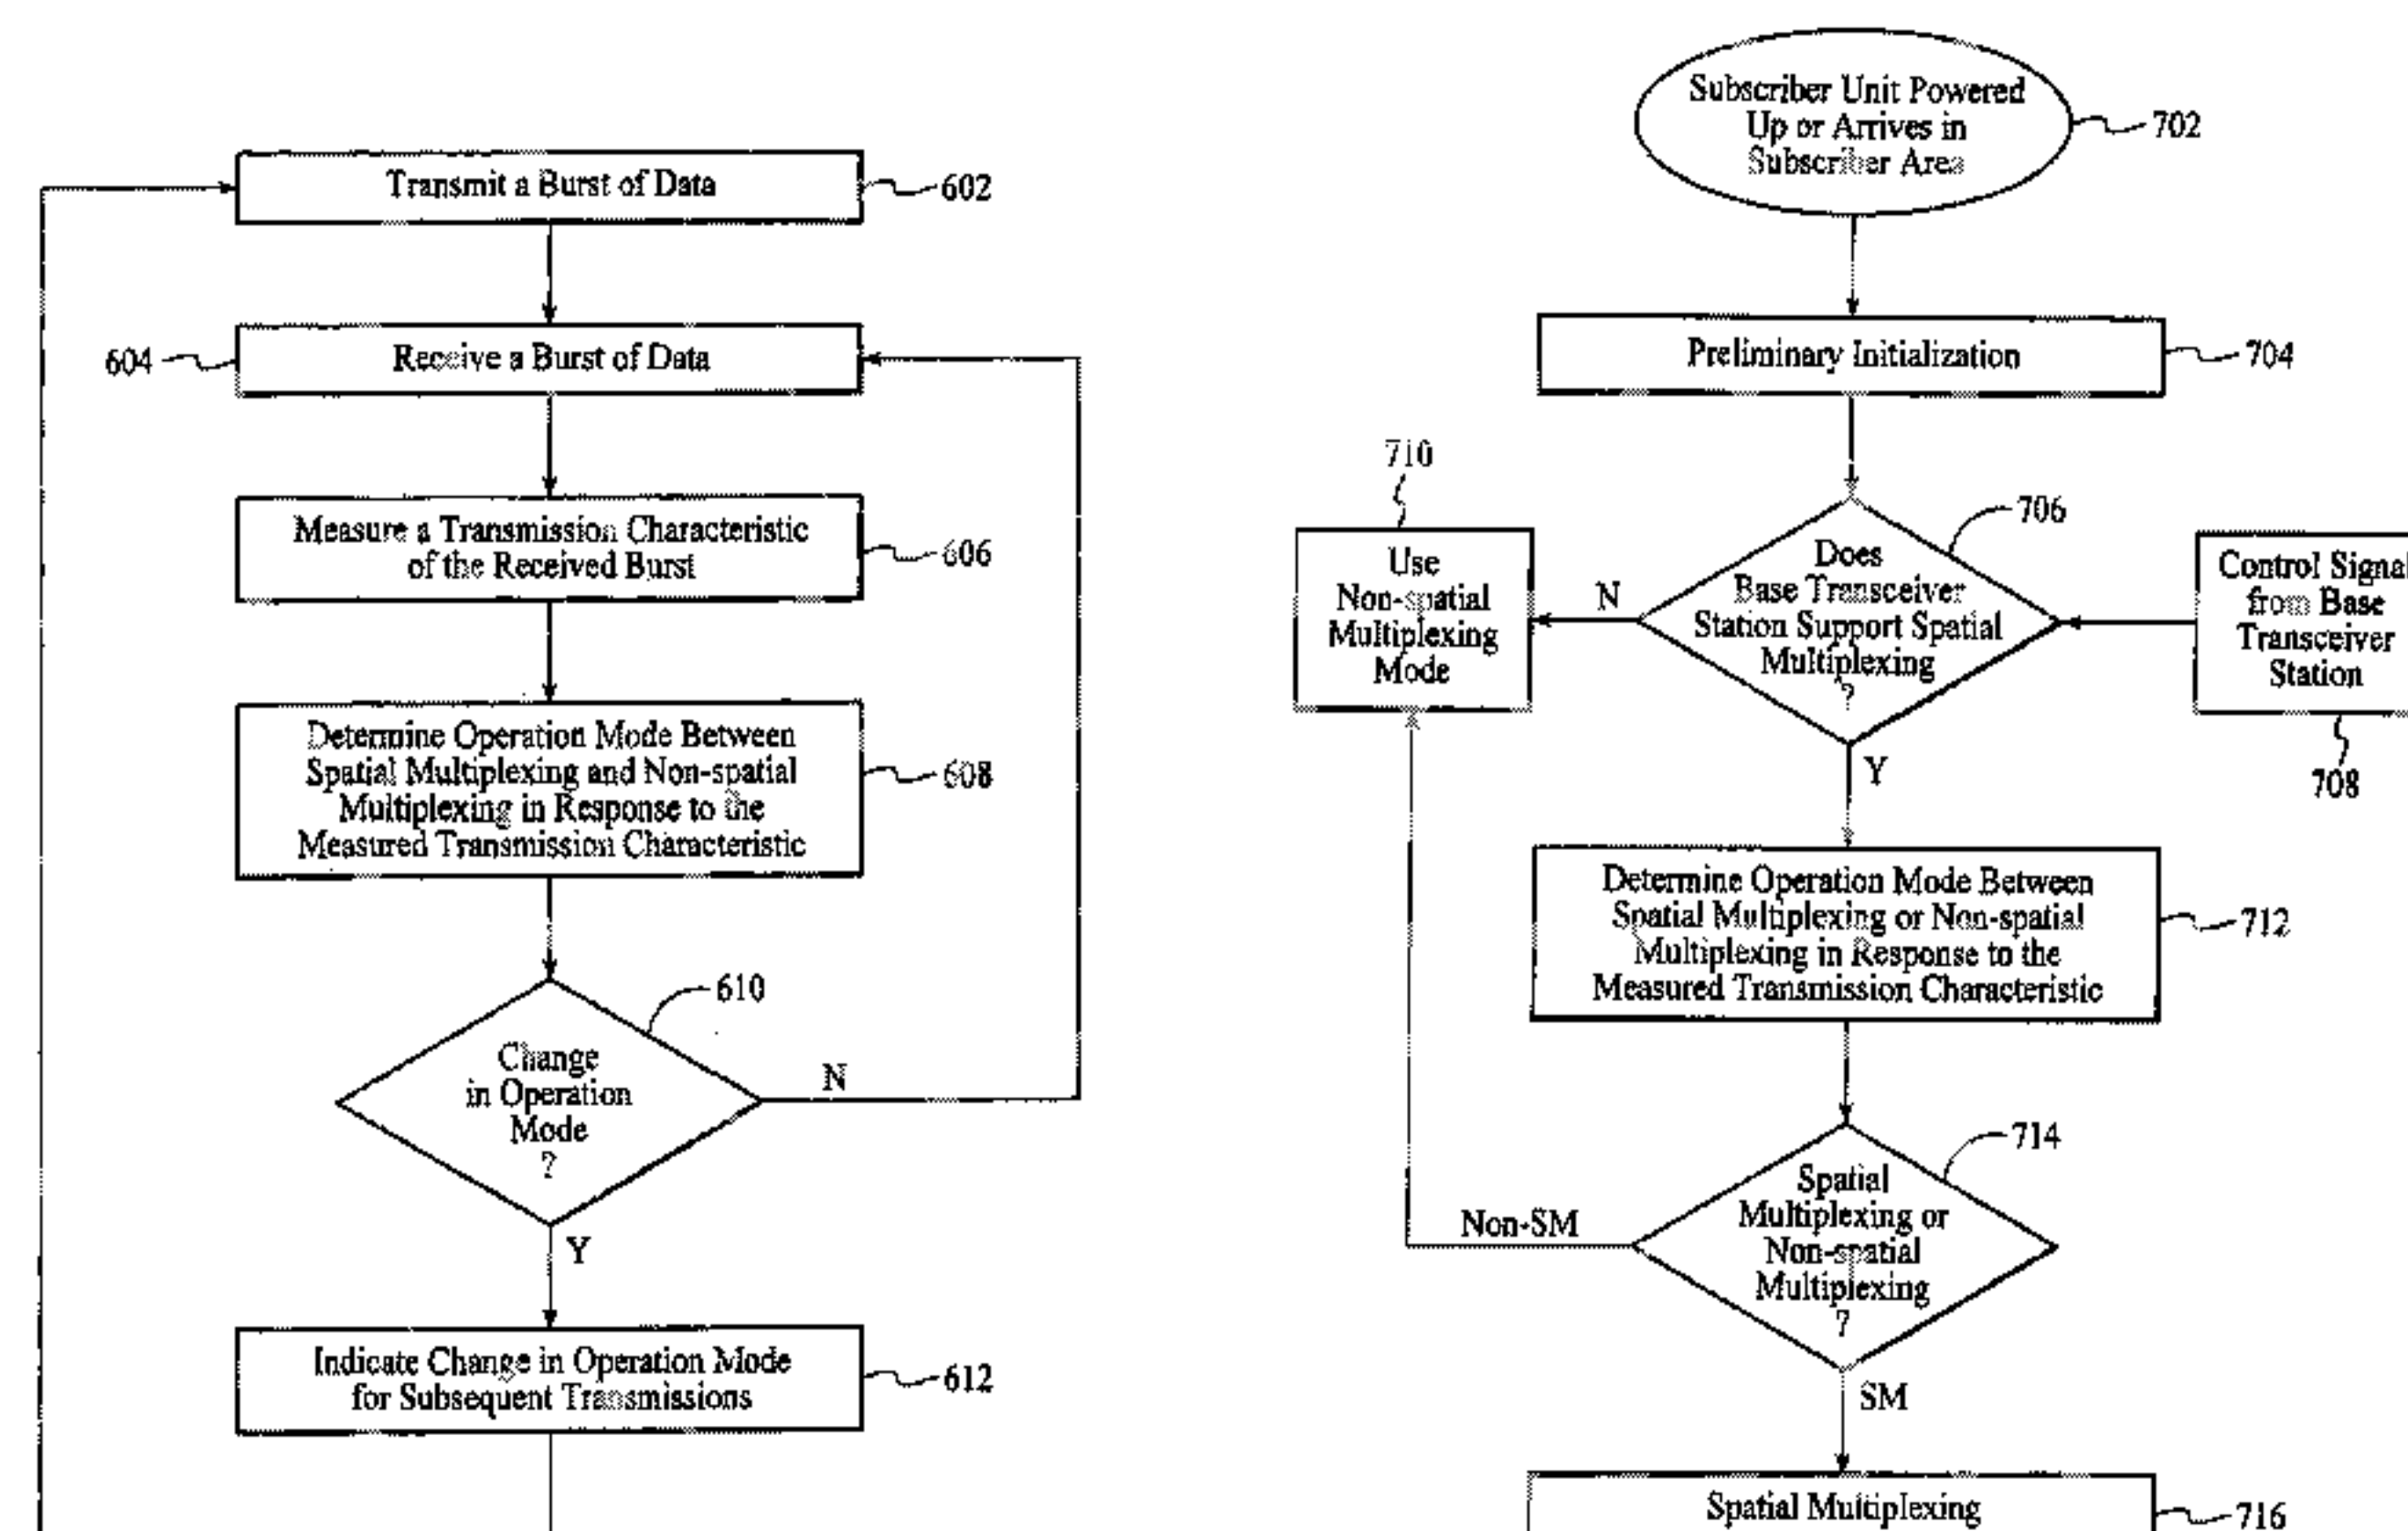 Transmit a Burst of Data
602
604
Receive a Burst of Data
Measure a Transmission Characteristic
of the Received Burst
606
Determine Operation Mode Between
Spatial Multiplexing and Non-spatial
Multiplexing in Response to the
Measured Transmission Characteristic
608
610
Change
in Operation
Mode
?
N
Y
Indicate Change in Operation Mode
for Subsequent Transmissions
612
Subscriber Unit Powered
Up or Arrives in
Subscriber Area
702
Preliminary Initialization
704
710
Use
Non-spatial
Multiplexing
Mode
N
706
Does
Base Transceiver
Station Support Spatial
Multiplexing
?
Control Signal
from Base
Transceiver
Station
708
Y
Determine Operation Mode Between
Spatial Multiplexing or Non-spatial
Multiplexing in Response to the
Measured Transmission Characteristic
712
714
Spatial
Multiplexing or
Non-spatial
Multiplexing
?
Non-SM
SM
Spatial Multiplexing
716